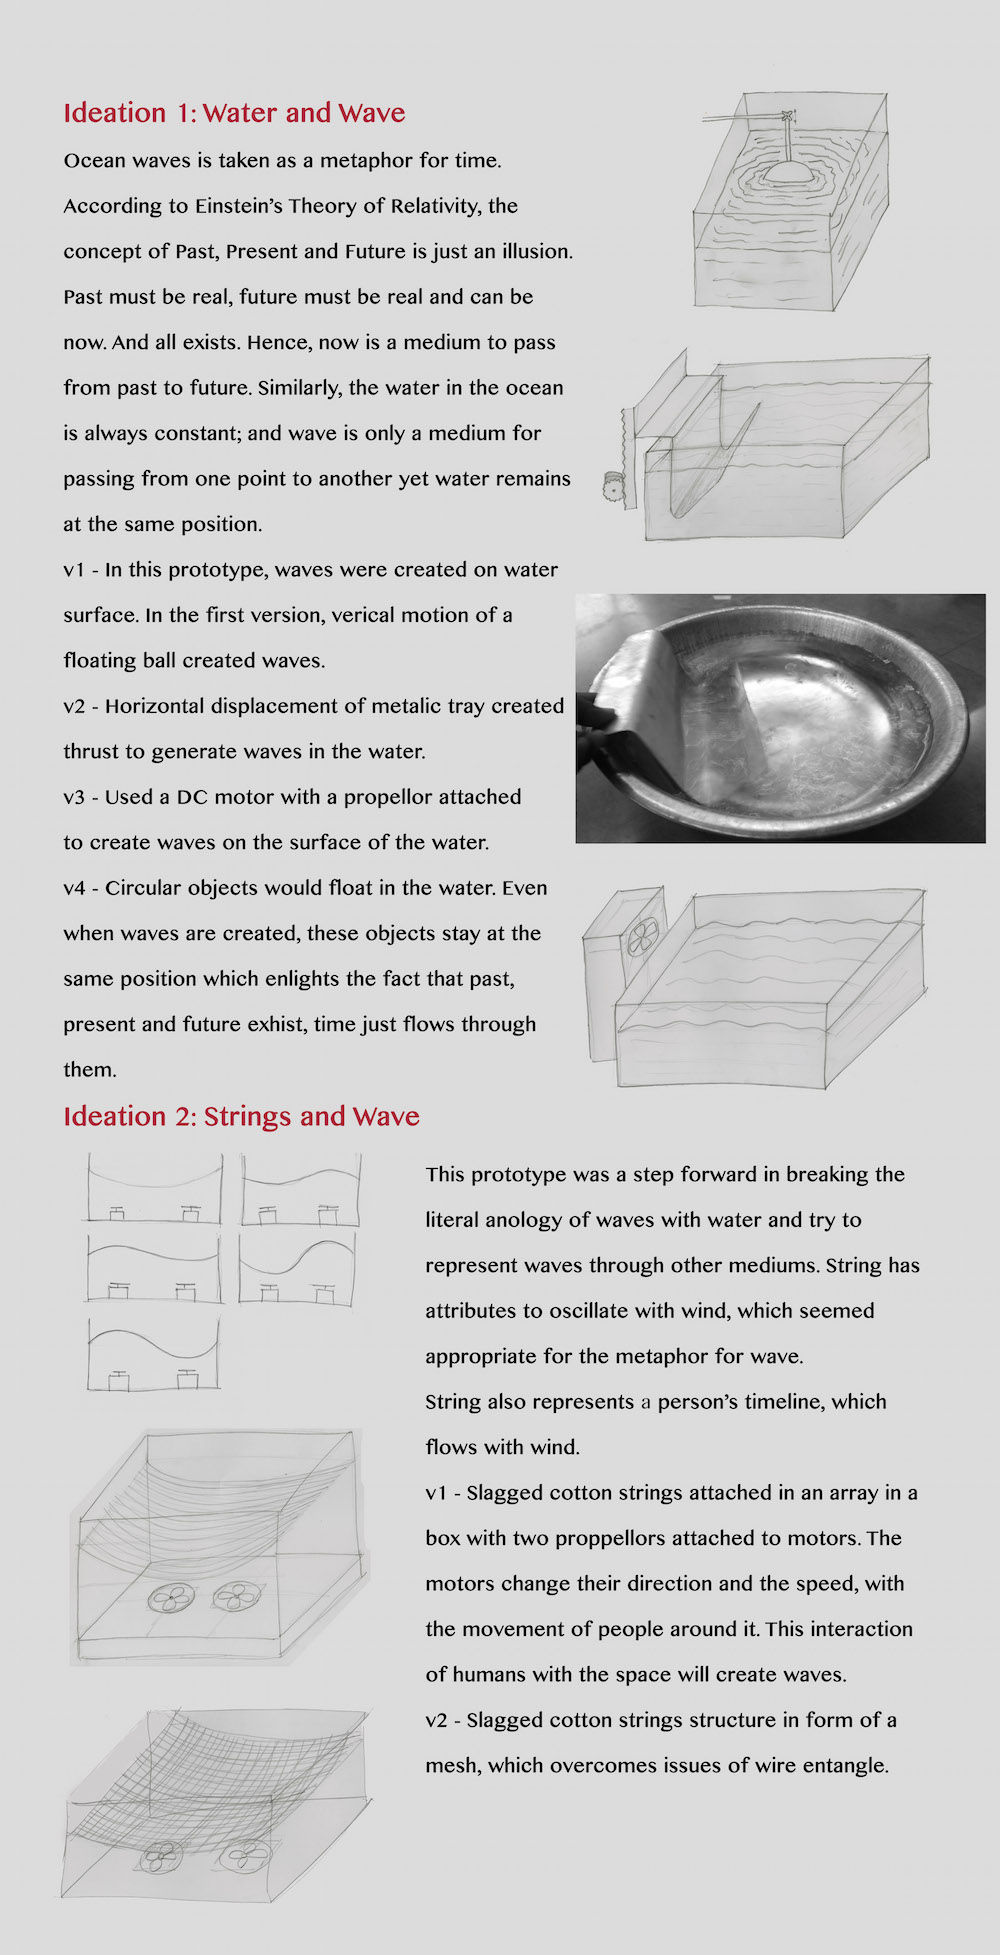 Ideation 1: Water and Wave
Ocean waves is taken as a metaphor for time.
According to Einstein’s Theory of Relativity, the
concept of Past, Present and Future is just an illusion.
Past must be real, future must be real and can be
now. And all exists. Hence, now is a medium to pass
from past to future. Similarly, the water in the ocean
is always constant; and wave is only a medium for
passing from one point to another yet water remains
at the same position.
v1 - In this prototype, waves were created on water
surface. In the first version, verical motion of a
floating ball created waves.
v2 - Horizontal displacement of metalic tray created
thrust to generate waves in the water.
v3 - Used a DC motor with a propellor attached
to create waves on the surface of the water.
v4 - Circular objects would float in the water. Even
when waves are created, these objects stay at the
same position which enlights the fact that past,
present and future exhist, time just flows through
them.
Ideation 2: Strings and Wave
This prototype was a step forward in breaking the
literal anology of waves with water and try to
represent waves through other mediums. String has
attributes to oscillate with wind, which seemed
appropriate for the metaphor for wave.
String also represents a person’s timeline, which
flows with wind.
v1 - Slagged cotton strings attached in an array in a
box with two proppellors attached to motors. The
motors change their direction and the speed, with
the movement of people around it. This interaction
of humans with the space will create waves.
v2 - Slagged cotton strings structure in form of a
mesh, which overcomes issues of wire entangle.